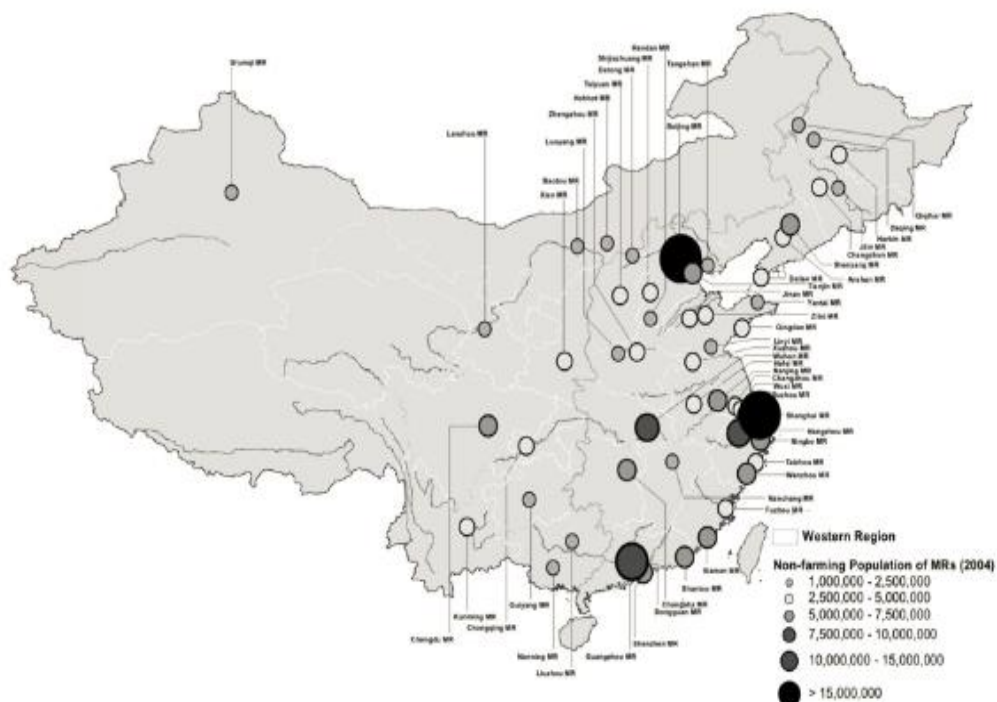 Urumqi MR
Handan MR
Shijiazhuang MR
Tangshan MR
Datong MR
Taiyuan MR
Hohhot MR
Zhengzhou MR
Beijing MR
Lanzhou MR
Luoyang MR
Baotou MR
Xian MR
Qiqihar MR
Daqing MR
Harbin MR
Jilin MR
Changchun MR
Shenyang MR
Anshan MR
Dalian MR
Tianjin MR
Jinan MR
Yantai MR
Zibo MR
Qingdao MR
Linyi MR
Xuzhou MR
Wuhan MR
Hefei MR
Nanjing MR
Changzhou MR
Wuxi MR
Suzhou MR
Shanghai MR
Hangzhou MR
Ningbo MR
Taizhou MR
Wenzhou MR
Nanchang MR
Fuzhou MR
Xiamen MR
Shantou MR
Changsha MR
Dongguan MR
Shenzhen MR
Guangzhou MR
Guiyang MR
Kunming MR
Chongqing MR
Chengdu MR
Nanning MR
Liuzhou MR
Western Region
Non-farming Population of MRs (2004)
1,000,000 - 2,500,000
2,500,000 - 5,000,000
5,000,000 - 7,500,000
7,500,000 - 10,000,000
10,000,000 - 15,000,000
> 15,000,000